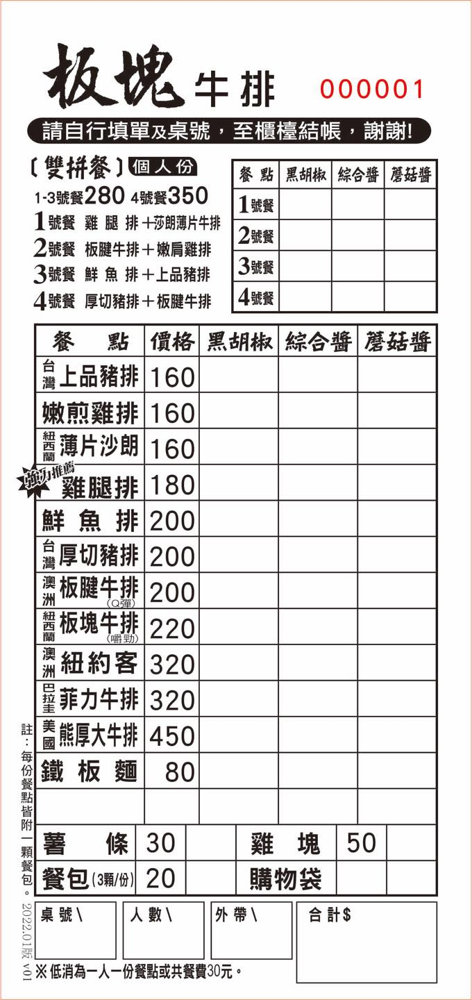 板塊牛排 000001
請自行填單及桌號，至櫃檯結帳，謝謝!
〔雙拼餐〕個人份
1-3號餐280 4號餐350
1號餐 雞腿排＋莎朗薄片牛排
2號餐 板腱牛排＋嫩肩雞排
3號餐 鮮魚排＋上品豬排
4號餐 厚切豬排＋板腱牛排
餐點 黑胡椒 綜合醬 蘑菇醬
1號餐
2號餐
3號餐
4號餐
餐點 價格 黑胡椒 綜合醬 蘑菇醬
台灣 上品豬排 160
嫩煎雞排 160
紐西蘭 薄片沙朗 160
強力推薦 雞腿排 180
鮮魚排 200
台灣 厚切豬排 200
澳洲 板腱牛排(Q彈) 200
紐西蘭 板塊牛排(嚼勁) 220
澳洲 紐約客 320
巴拉圭 菲力牛排 320
美國 熊厚大牛排 450
鐵板麵 80
薯條 30 雞塊 50
餐包(3顆/份) 20 購物袋
註：每份餐點皆附一顆餐包。2022.01版 v01
桌號\ 人數\ 外帶\ 合計$
※低消為一人一份餐點或共餐費30元。